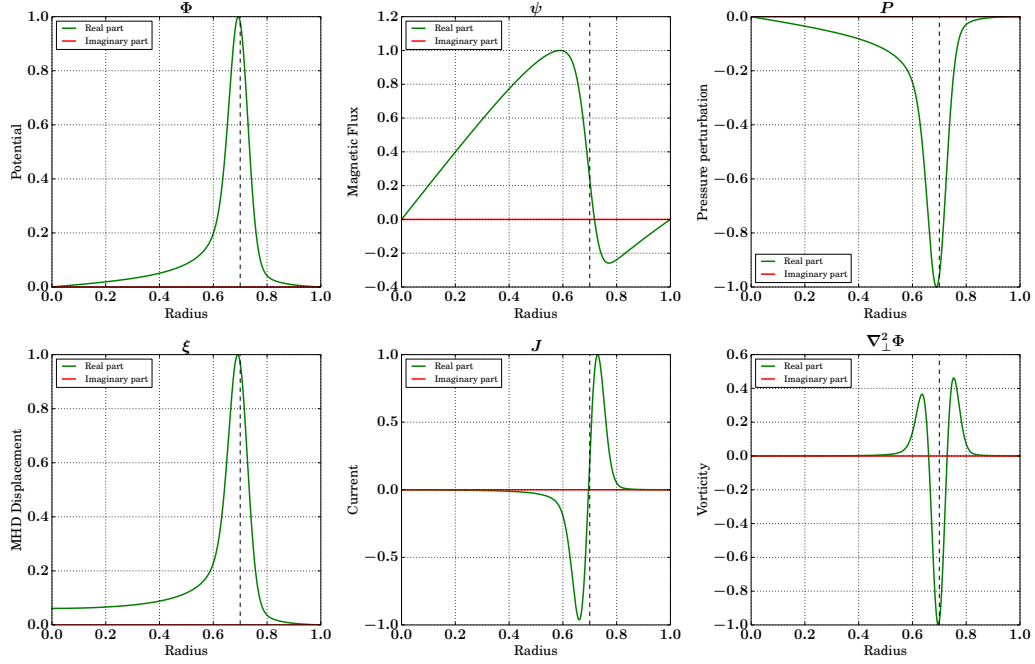 Φ
Potential
1.0
0.8
0.6
0.4
0.2
0.0
Real part
Imaginary part
0.0 0.2 0.4 0.6 0.8 1.0
Radius
ψ
Magnetic Flux
1.2
1.0
0.8
0.6
0.4
0.2
0.0
−0.2
−0.4
Real part
Imaginary part
0.0 0.2 0.4 0.6 0.8 1.0
Radius
P
Pressure perturbation
0.0
−0.2
−0.4
−0.6
−0.8
−1.0
Real part
Imaginary part
0.0 0.2 0.4 0.6 0.8 1.0
Radius
ξ
MHD Displacement
1.0
0.8
0.6
0.4
0.2
0.0
Real part
Imaginary part
0.0 0.2 0.4 0.6 0.8 1.0
Radius
J
Current
1.0
0.5
0.0
−0.5
−1.0
Real part
Imaginary part
0.0 0.2 0.4 0.6 0.8 1.0
Radius
∇²⊥Φ
Vorticity
0.6
0.4
0.2
0.0
−0.2
−0.4
−0.6
−0.8
−1.0
Real part
Imaginary part
0.0 0.2 0.4 0.6 0.8 1.0
Radius